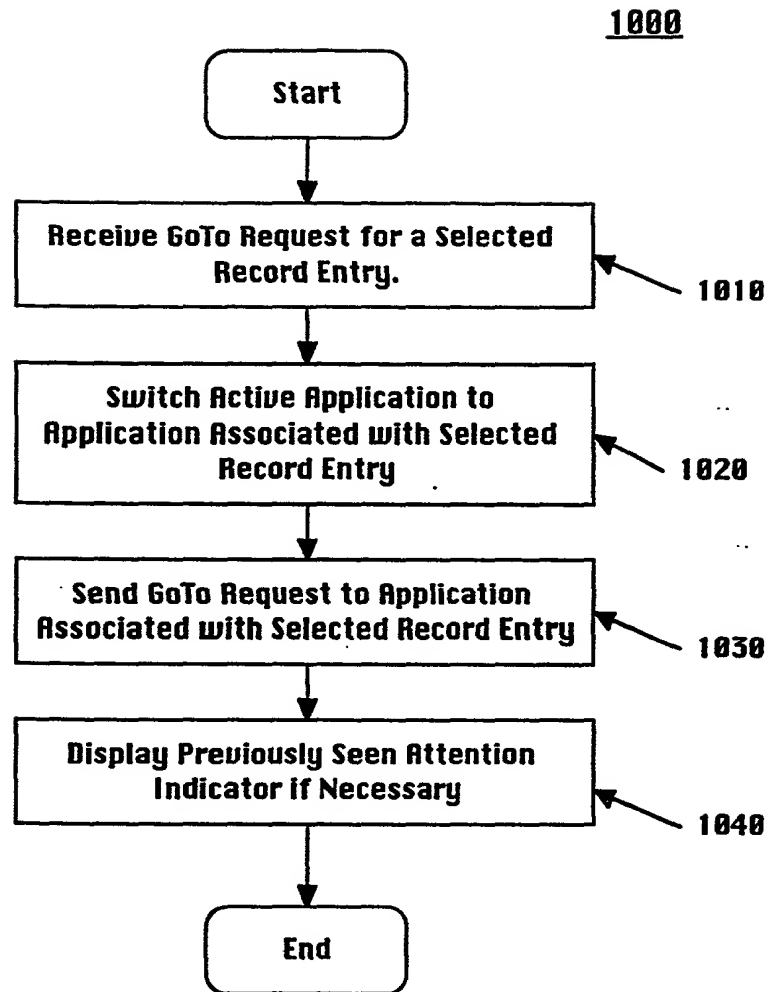 1000
Start
Receive GoTo Request for a Selected
Record Entry.
1010
Switch Active Application to
Application Associated with Selected
Record Entry
1020
Send GoTo Request to Application
Associated with Selected Record Entry
1030
Display Previously Seen Attention
Indicator if Necessary
1040
End